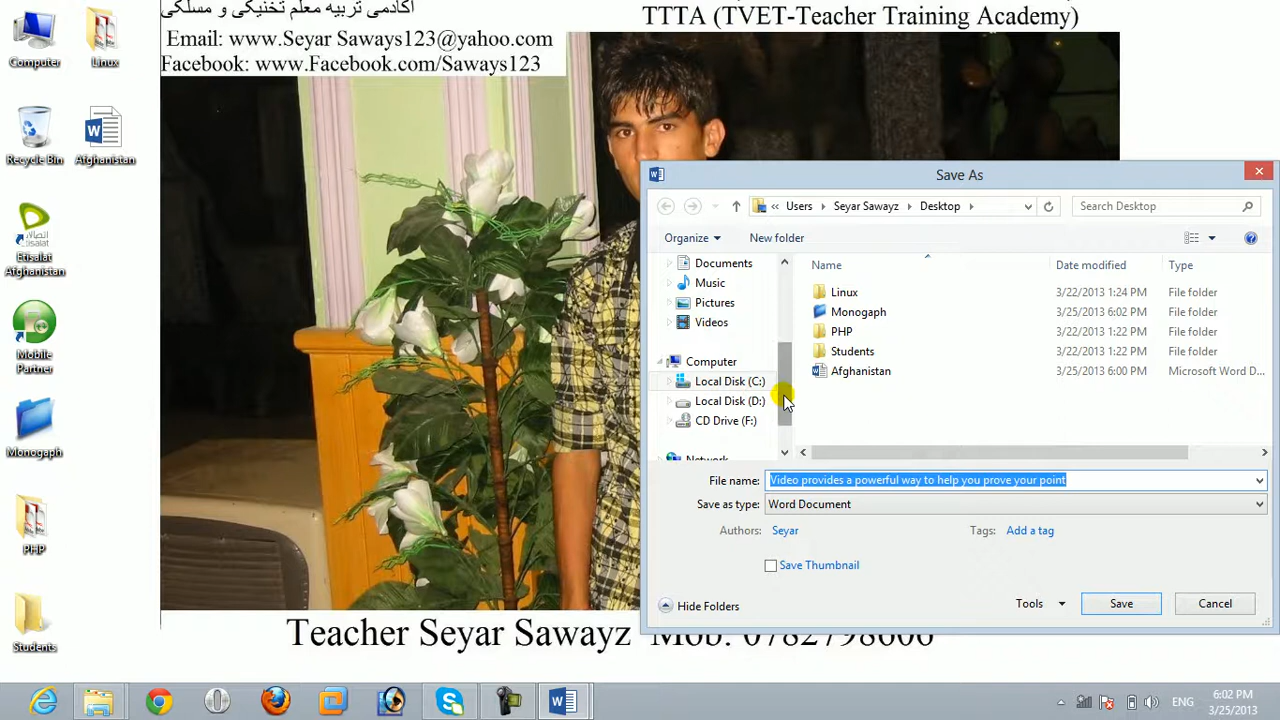 اکادمی تربیه معلم تخنیکی و مسلکی
TTTA (TVET-Teacher Training Academy)
Email: www.Seyar Saways123@yahoo.com
Facebook: www.Facebook.com/Saways123
Computer
Linux
Recycle Bin
Afghanistan
اتصالات
Etisalat
Etisalat
Afghanistan
Mobile
Partner
Monogaph
PHP
Students
Save As
Users
Seyar Sawayz
Desktop
Search Desktop
Organize
New folder
Documents
Music
Pictures
Videos
Computer
Local Disk (C:)
Local Disk (D:)
CD Drive (F:)
Network
Name Date modified Type
Linux 3/22/2013 1:24 PM File folder
Monogaph 3/25/2013 6:02 PM File folder
PHP 3/22/2013 1:23 PM File folder
Students 3/22/2013 1:22 PM File folder
Afghanistan 3/25/2013 6:00 PM Microsoft Word D...
File name: Video provides a powerful way to help you prove your point
Save as type: Word Document
Authors: Seyar Tags: Add a tag
Save Thumbnail
Hide Folders
Tools
Save
Cancel
Teacher Seyar Sawayz Mob: 0782798606
ENG
6:02 PM
3/25/2013